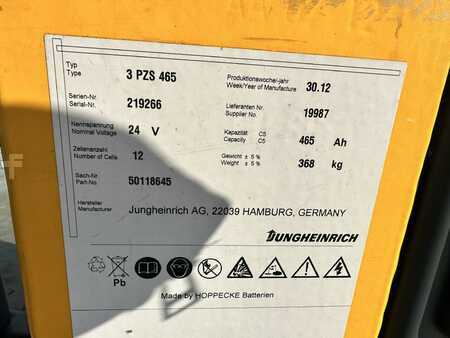 Typ
Type 3 PZS 465 Produktionswoche/-jahr
Week/Year of Manufacture 30.12
Serien-Nr.
Serial-Nr. 219266 Lieferanten Nr.
Supplier No. 19987
Nennspannung
Nominal Voltage 24 V Kapazität C5
Capacity C5 465 Ah
Zellenanzahl
Number of Cells 12 Gewicht ± 5 %
Weight ± 5 % 368 kg
Sach-Nr
Part-No 50118645
Hersteller
Manufacturer Jungheinrich AG, 22039 HAMBURG, GERMANY
JUNGHEINRICH
Pb
Made by HOPPECKE Batterien